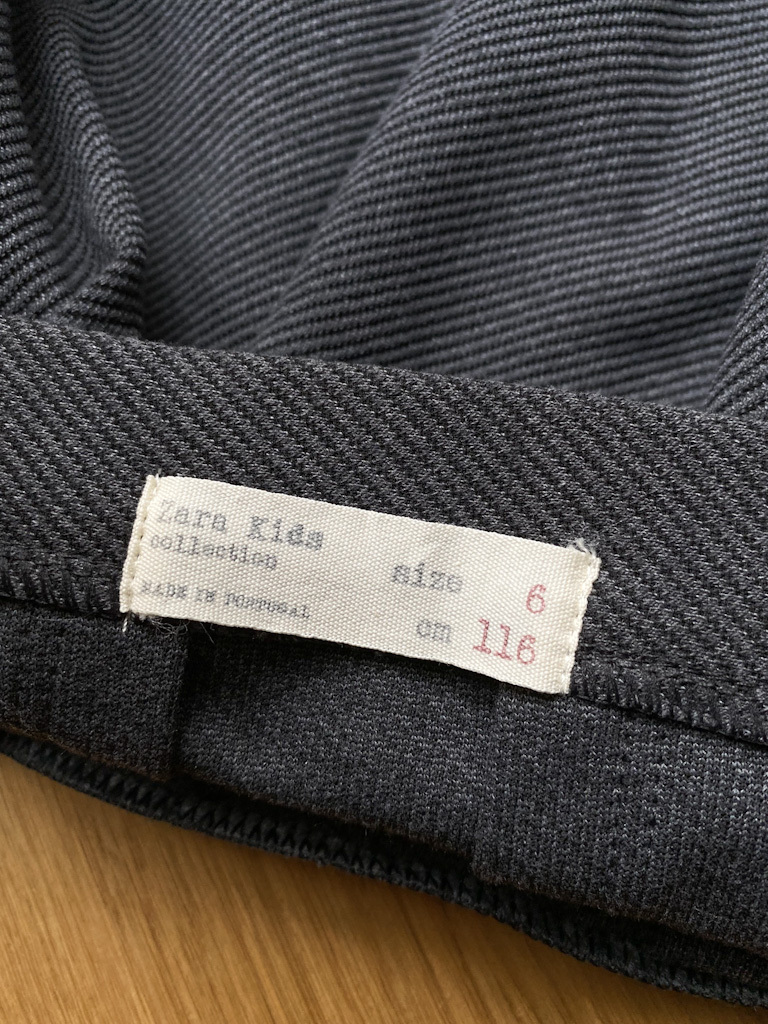 Zara Kids
collection
MADE IN PORTUGAL
size 6
cm 116